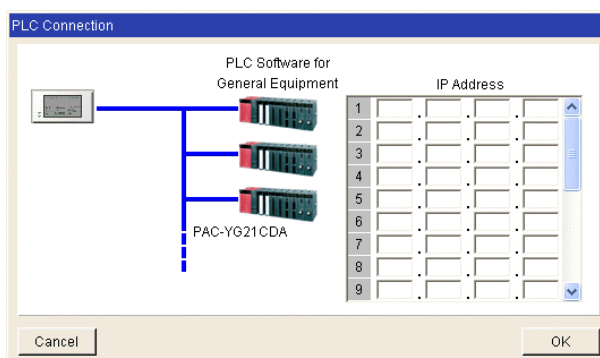 PLC Connection
PLC Software for
General Equipment
IP Address
1
2
3
4
5
6
7
8
9
PAC-YG21CDA
Cancel
OK